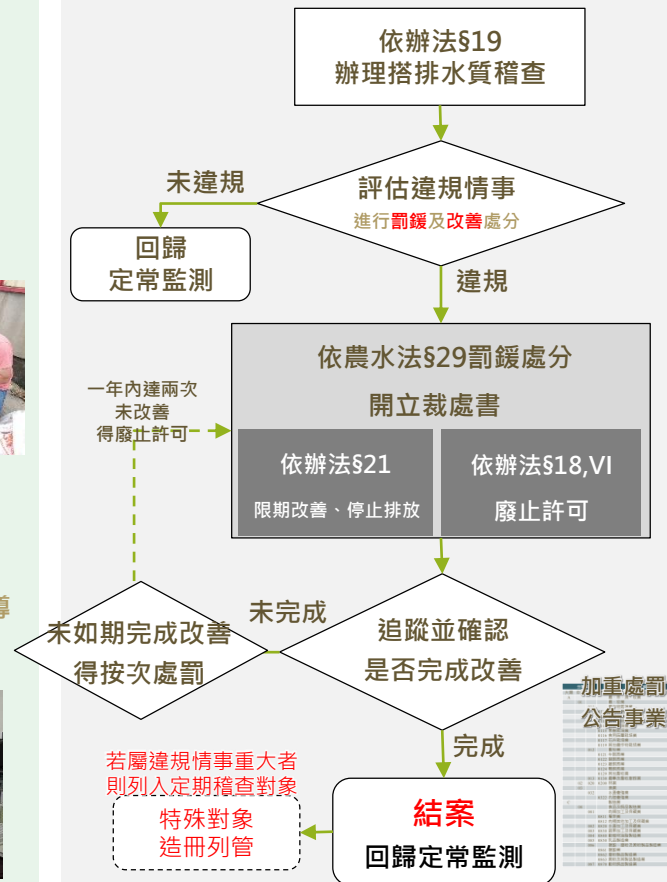 依辦法§19
辦理搭排水質稽查
未違規
評估違規情事
進行罰鍰及改善處分
回歸
定常監測
違規
依農水法§29罰鍰處分
開立裁處書
一年內達兩次
未改善
得廢止許可
依辦法§21
限期改善、停止排放
依辦法§18,VI
廢止許可
導
未完成
未如期完成改善
得按次處罰
追蹤並確認
是否完成改善
加重處罰
公告事業
完成
若屬違規情事重大者
則列入定期稽查對象
特殊對象
造冊列管
結案
回歸定常監測